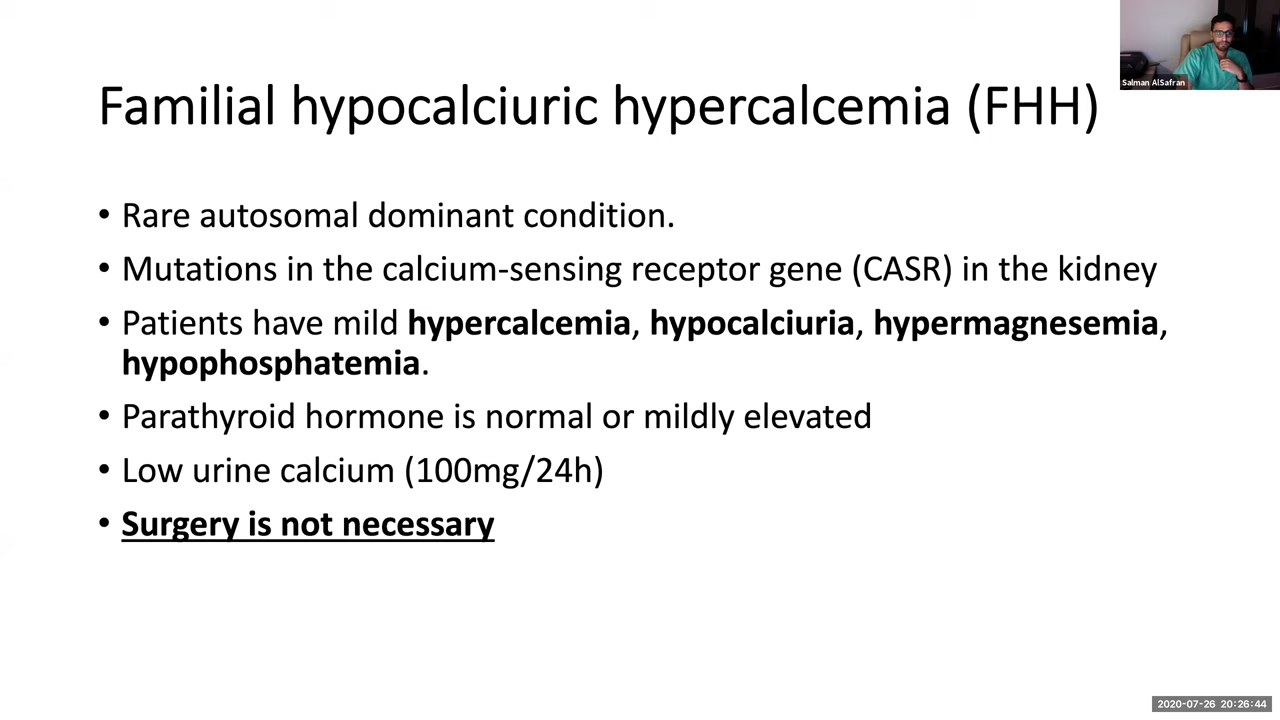 Salman AlSafran
Familial hypocalciuric hypercalcemia (FHH)
• Rare autosomal dominant condition.
• Mutations in the calcium-sensing receptor gene (CASR) in the kidney
• Patients have mild hypercalcemia, hypocalciuria, hypermagnesemia,
hypophosphatemia.
• Parathyroid hormone is normal or mildly elevated
• Low urine calcium (100mg/24h)
• Surgery is not necessary
2020-07-26 20:26:44